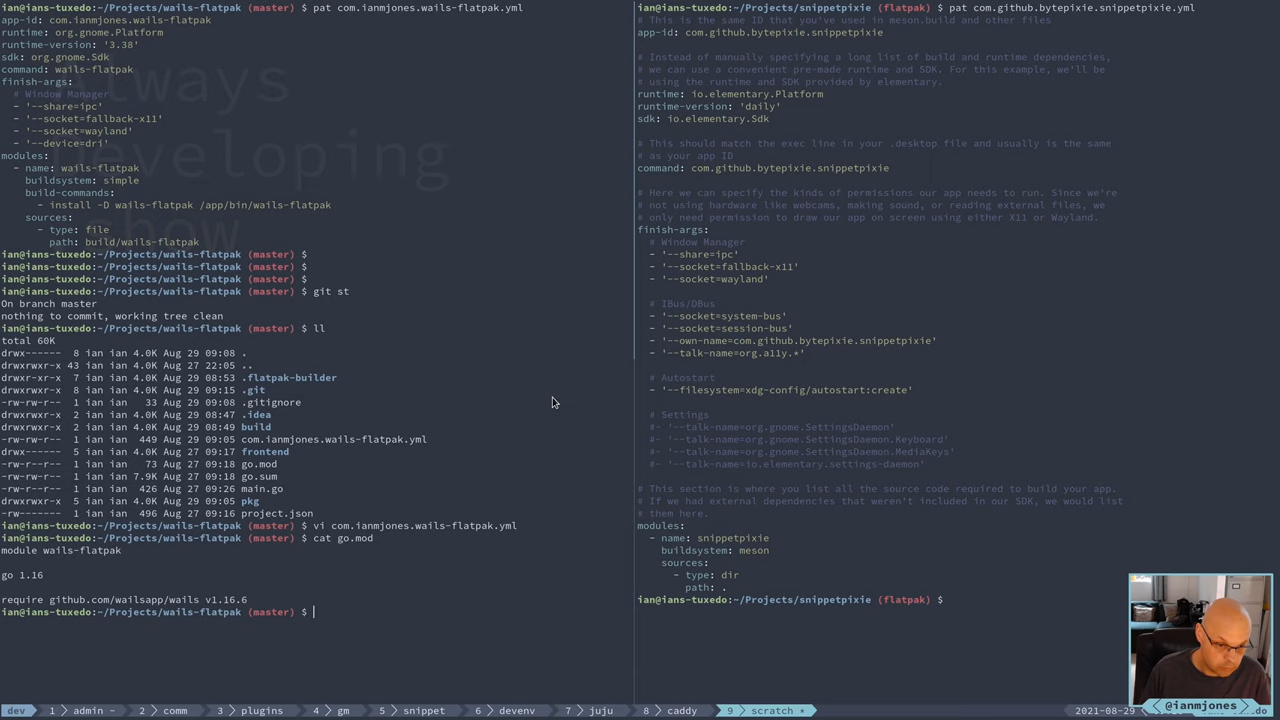 ian@ians-tuxedo:~/Projects/wails-flatpak (master) $ pat com.ianmjones.wails-flatpak.yml
app-id: com.ianmjones.wails-flatpak
runtime: org.gnome.Platform
runtime-version: '3.38'
sdk: org.gnome.Sdk
command: wails-flatpak
finish-args:
# Window Manager
- '--share=ipc'
- '--socket=fallback-x11'
- '--socket=wayland'
- '--device=dri'
modules:
- name: wails-flatpak
buildsystem: simple
build-commands:
- install -D wails-flatpak /app/bin/wails-flatpak
sources:
- type: file
path: build/wails-flatpak
ian@ians-tuxedo:~/Projects/wails-flatpak (master) $
ian@ians-tuxedo:~/Projects/wails-flatpak (master) $
ian@ians-tuxedo:~/Projects/wails-flatpak (master) $
ian@ians-tuxedo:~/Projects/wails-flatpak (master) $ git st
On branch master
nothing to commit, working tree clean
ian@ians-tuxedo:~/Projects/wails-flatpak (master) $ ll
total 60K
drwx------ 8 ian ian 4.0K Aug 29 09:08 .
drwxrwxr-x 43 ian ian 4.0K Aug 27 22:05 ..
drwxr-xr-x 7 ian ian 4.0K Aug 29 08:53 .flatpak-builder
drwxrwxr-x 8 ian ian 4.0K Aug 29 09:15 .git
-rw-rw-r-- 1 ian ian 33 Aug 29 09:08 .gitignore
drwxrwxr-x 2 ian ian 4.0K Aug 29 08:47 .idea
drwxrwxr-x 2 ian ian 4.0K Aug 29 08:49 build
-rw-rw-r-- 1 ian ian 449 Aug 29 09:05 com.ianmjones.wails-flatpak.yml
drwx------ 5 ian ian 4.0K Aug 27 09:17 frontend
-rw-rw-r-- 1 ian ian 73 Aug 27 09:18 go.mod
-rw-rw-r-- 1 ian ian 7.9K Aug 27 09:18 go.sum
-rw-rw-r-- 1 ian ian 426 Aug 27 09:26 main.go
drwxrwxr-x 5 ian ian 4.0K Aug 29 09:05 pkg
-rw-rw-r-- 1 ian ian 496 Aug 27 09:16 project.json
ian@ians-tuxedo:~/Projects/wails-flatpak (master) $ vi com.ianmjones.wails-flatpak.yml
ian@ians-tuxedo:~/Projects/wails-flatpak (master) $ cat go.mod
module wails-flatpak
go 1.16
require github.com/wailsapp/wails v1.16.6
ian@ians-tuxedo:~/Projects/wails-flatpak (master) $
always
developing
show
ian@ians-tuxedo:~/Projects/snippetpixie (flatpak) $ pat com.github.bytepixie.snippetpixie.yml
# This is the same ID that you've used in meson.build and other files
app-id: com.github.bytepixie.snippetpixie
# Instead of manually specifying a long list of build and runtime dependencies,
# we can use a convenient pre-made runtime and SDK. For this example, we'll be
# using the runtime and SDK provided by elementary.
runtime: io.elementary.Platform
runtime-version: 'daily'
sdk: io.elementary.Sdk
# This should match the exec line in your .desktop file and usually is the same
# as your app ID
command: com.github.bytepixie.snippetpixie
# Here we can specify the kinds of permissions our app needs to run. Since we're
# not using hardware like webcams, making sound, or reading external files, we
# only need permission to draw our app on screen using either X11 or Wayland.
finish-args:
# Window Manager
- '--share=ipc'
- '--socket=fallback-x11'
- '--socket=wayland'
# IBus/DBus
- '--socket=system-bus'
- '--socket=session-bus'
- '--own-name=com.github.bytepixie.snippetpixie'
- '--talk-name=org.a11y.*'
# Autostart
- '--filesystem=xdg-config/autostart:create'
# Settings
#- '--talk-name=org.gnome.SettingsDaemon'
#- '--talk-name=org.gnome.SettingsDaemon.Keyboard'
#- '--talk-name=org.gnome.SettingsDaemon.MediaKeys'
#- '--talk-name=io.elementary.settings-daemon'
# This section is where you list all the source code required to build your app.
# If we had external dependencies that weren't included in our SDK, we would list
# them here.
modules:
- name: snippetpixie
buildsystem: meson
sources:
- type: dir
path: .
ian@ians-tuxedo:~/Projects/snippetpixie (flatpak) $
dev 1 admin - 2 comm 3 plugins 4 gm 5 snippet 6 devenv 7 juju 8 caddy 9 scratch * 2021-08-29
@ianmjones